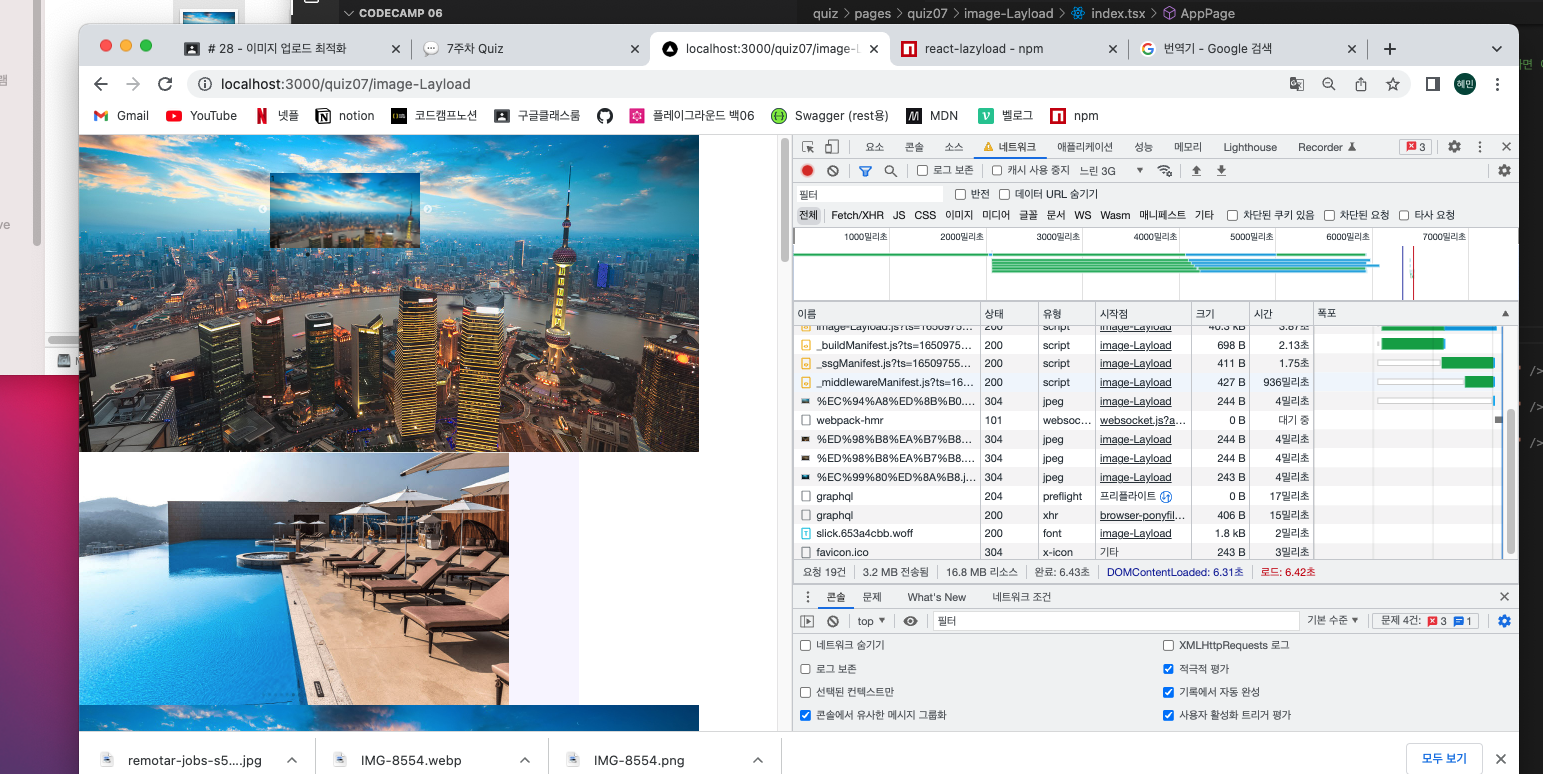 CODECAMP 06
quiz > pages > quiz07 > image-Layload > index.tsx > AppPage
# 28 - 이미지 업로드 최적화
7주차 Quiz
localhost:3000/quiz07/image-L
react-lazyload - npm
번역기 - Google 검색
localhost:3000/quiz07/image-Layload
혜민
Gmail YouTube 넷플 notion 코드캠프노션 구글클래스룸 플레이그라운드 백06 Swagger (rest용) MDN 벨로그 npm
요소 콘솔 소스 네트워크 애플리케이션 성능 메모리 Lighthouse Recorder 3
로그 보존 캐시 사용 중지 느린 3G
필터 반전 데이터 URL 숨기기
전체 Fetch/XHR JS CSS 이미지 미디어 글꼴 문서 WS Wasm 매니페스트 기타 차단된 쿠키 있음 차단된 요청 타사 요청
1000밀리초 2000밀리초 3000밀리초 4000밀리초 5000밀리초 6000밀리초 7000밀리초
이름 상태 유형 시작점 크기 시간 폭포
image-Layload.js?ts=1650975... 200 script image-Layload 40.3 kB 3.87초
_buildManifest.js?ts=16509755... 200 script image-Layload 698 B 2.13초
_ssgManifest.js?ts=16509755... 200 script image-Layload 411 B 1.75초
_middlewareManifest.js?ts=16... 200 script image-Layload 427 B 936밀리초
%EC%94%A8%ED%8B%B0.... 304 jpeg image-Layload 244 B 4밀리초
webpack-hmr 101 websoc... websocket.js?a... 0 B 대기 중
%ED%98%B8%EA%B7%B8... 304 jpeg image-Layload 244 B 4밀리초
%ED%98%B8%EA%B7%B8... 304 jpeg image-Layload 244 B 4밀리초
%EC%99%80%ED%8A%B8.j... 304 jpeg image-Layload 243 B 4밀리초
graphql 204 preflight 프리플라이트 0 B 17밀리초
graphql 200 xhr browser-ponyfil... 406 B 15밀리초
slick.653a4cbb.woff 200 font image-Layload 1.8 kB 2밀리초
favicon.ico 304 x-icon 기타 243 B 3밀리초
요청 19건 3.2 MB 전송됨 16.8 MB 리소스 완료: 6.43초 DOMContentLoaded: 6.31초 로드: 6.42초
콘솔 문제 What's New 네트워크 조건
top 필터 기본 수준 문제 4건: 3 1
네트워크 숨기기 XMLHttpRequests 로그
로그 보존 적극적 평가
선택된 컨텍스트만 기록에서 자동 완성
콘솔에서 유사한 메시지 그룹화 사용자 활성화 트리거 평가
remotar-jobs-s5....jpg IMG-8554.webp IMG-8554.png 모두 보기